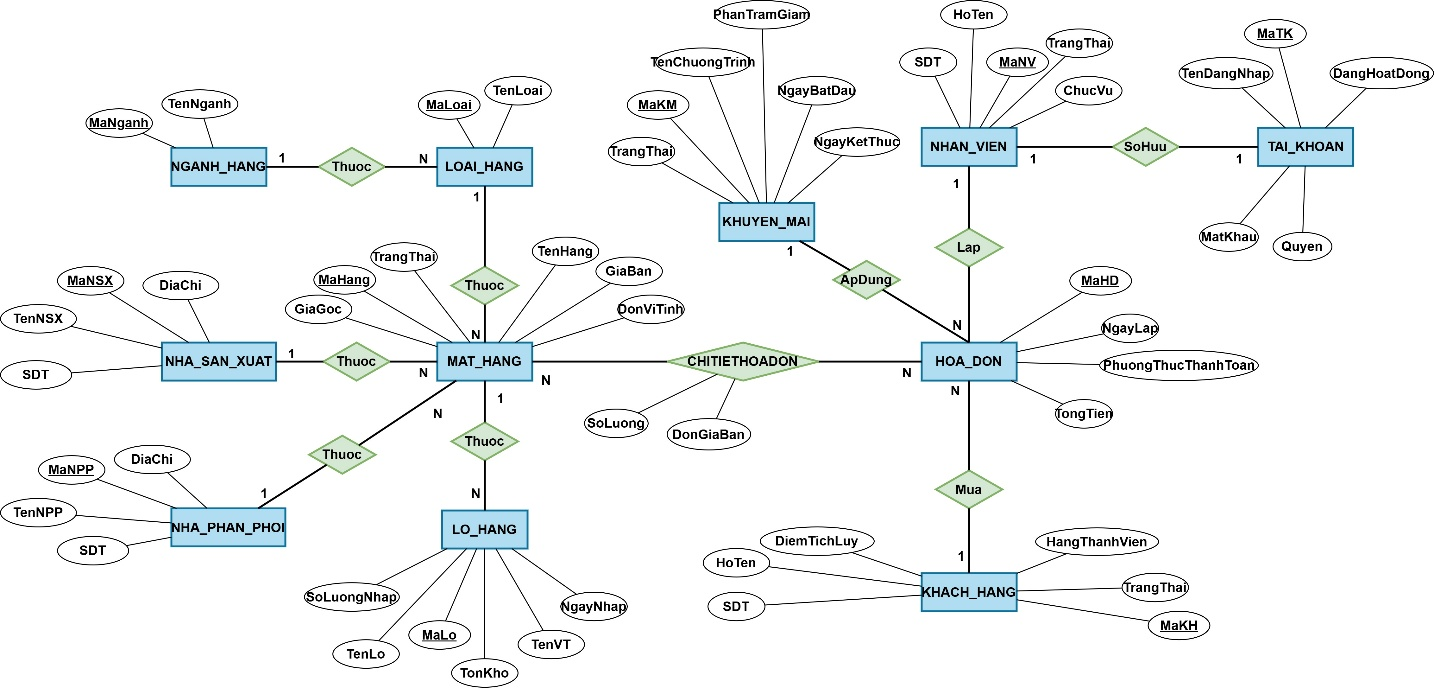 PhanTramGiam
HoTen
MaTK
TrangThai
SDT
MaNV
TenChuongTrinh
TenDangNhap
DangHoatDong
TenLoai
NgayBatDau
ChucVu
MaLoai
TenNganh
MaKM
MaNganh
NgayKetThuc
TrangThai
NHAN_VIEN
SoHuu
TAI_KHOAN
1
1
NGANH_HANG
1
Thuoc
N
LOAI_HANG
1
1
KHUYEN_MAI
1
MatKhau
Quyen
Lap
TrangThai
TenHang
GiaBan
MaNSX
DiaChi
MaHang
Thuoc
ApDung
MaHD
GiaGoc
DonViTinh
TenNSX
N
N
NgayLap
NHA_SAN_XUAT
1
Thuoc
N
MAT_HANG
N
CHITIETHOADON
N
HOA_DON
N
PhuongThucThanhToan
SDT
1
N
SoLuong
DonGiaBan
TongTien
Thuoc
Thuoc
DiaChi
MaNPP
1
N
Mua
TenNPP
NHA_PHAN_PHOI
LO_HANG
SDT
DiemTichLuy
HangThanhVien
1
HoTen
KHACH_HANG
TrangThai
SDT
MaKH
SoLuongNhap
NgayNhap
MaLo
TenVT
TenLo
TonKho